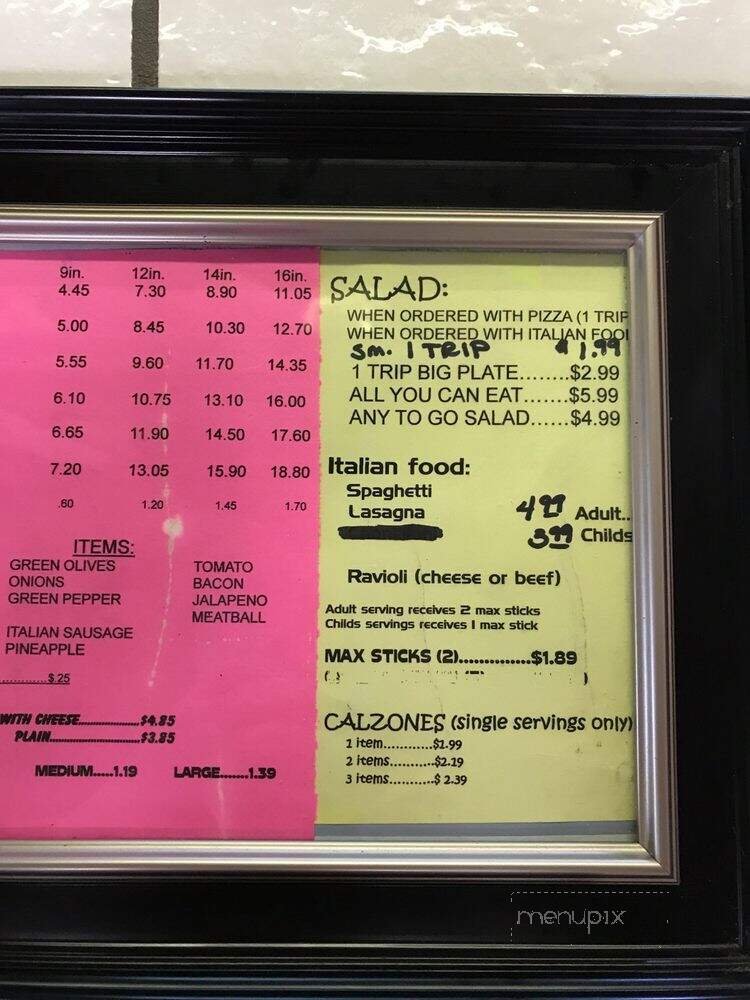 9in. 12in. 14in. 16in.
4.45 7.30 8.90 11.05
5.00 8.45 10.30 12.70
5.55 9.60 11.70 14.35
6.10 10.75 13.10 16.00
6.65 11.90 14.50 17.60
7.20 13.05 15.90 18.80
.60 1.20 1.45 1.70
ITEMS:
GREEN OLIVES TOMATO
ONIONS BACON
GREEN PEPPER JALAPENO
MEATBALL
ITALIAN SAUSAGE
PINEAPPLE
............$.25
WITH CHEESE...............$4.85
PLAIN.......................$3.85
MEDIUM.....1.19 LARGE.......1.39
SALAD:
WHEN ORDERED WITH PIZZA (1 TRIP
WHEN ORDERED WITH ITALIAN FOOD
Sm. 1 TRIP $1.99
1 TRIP BIG PLATE........$2.99
ALL YOU CAN EAT.......$5.99
ANY TO GO SALAD......$4.99
Italian food:
Spaghetti
Lasagna 4.99 Adult..
3.99 Childs
Ravioli (cheese or beef)
Adult serving receives 2 max sticks
Childs servings receives 1 max stick
MAX STICKS (2)...............$1.89
CALZONES (single servings only)
1 item............$1.99
2 items...........$2.19
3 items...........$ 2.39
menupix